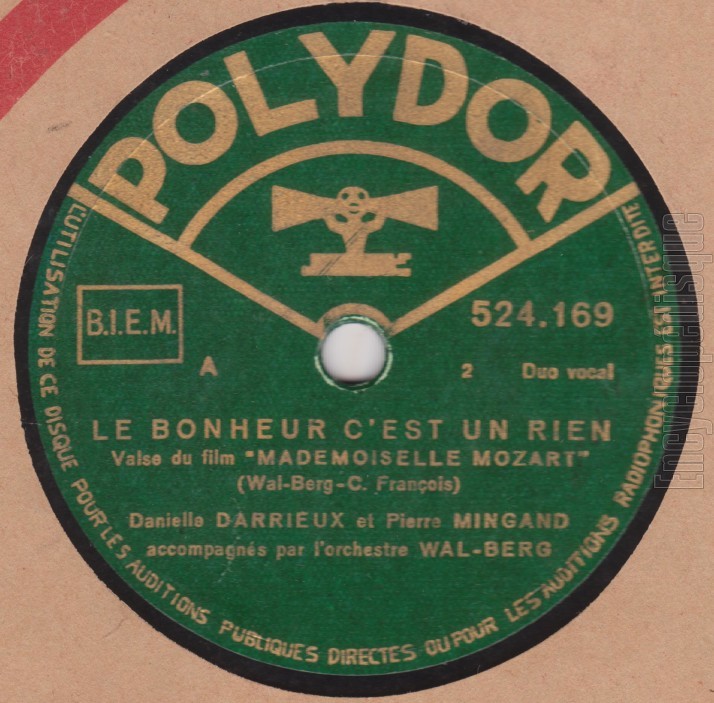 POLYDOR
B.I.E.M.
524.169
A
2 Duo vocal
LE BONHEUR C'EST UN RIEN
Valse du film "MADEMOISELLE MOZART"
(Wal-Berg-C. François)
Danielle DARRIEUX et Pierre MINGAND
accompagnés par l'orchestre WAL-BERG
L'UTILISATION DE CE DISQUE POUR LES AUDITIONS PUBLIQUES DIRECTES OU POUR LES AUDITIONS RADIOPHONIQUES EST INTERDITE
Encyclopédisque